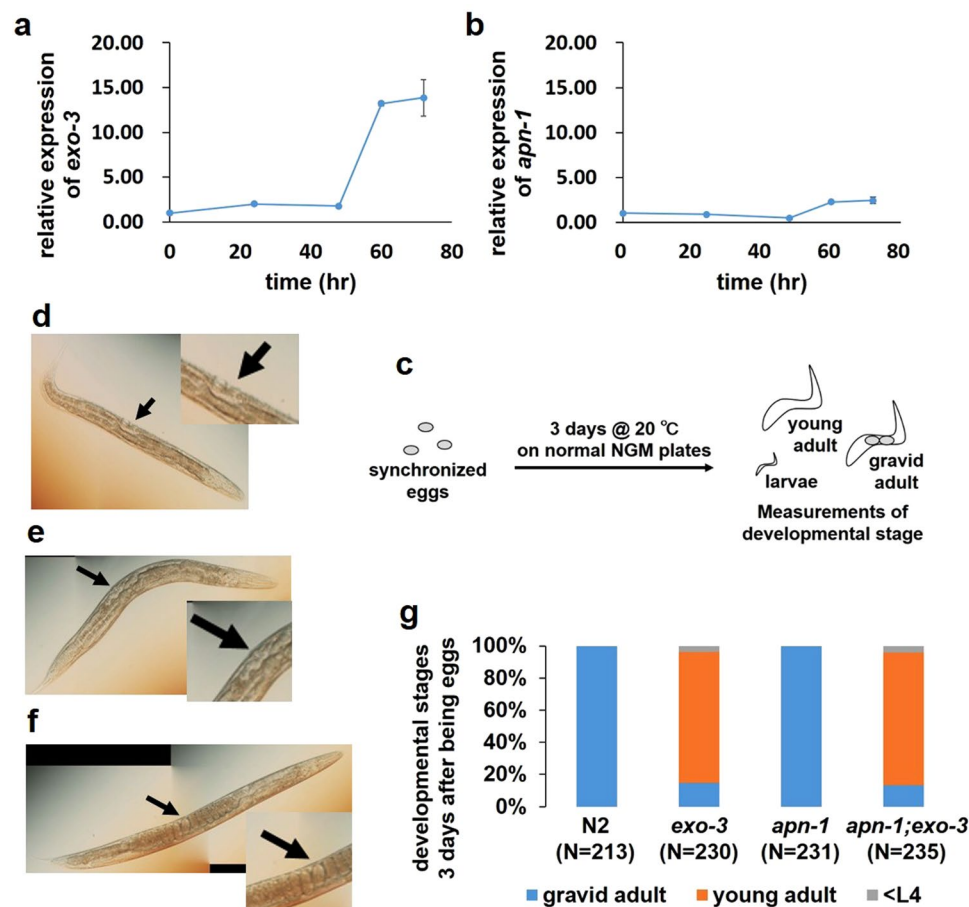 a
20.00
15.00
10.00
5.00
0.00
0 20 40 60 80
time (hr)
relative expression
of exo-3
b
20.00
15.00
10.00
5.00
0.00
0 20 40 60 80
time (hr)
relative expression
of apn-1
d
c
synchronized
eggs
3 days @ 20 °C
on normal NGM plates
young
adult
larvae
gravid
adult
Measurements of
developmental stage
e
f
g
developmental stages
3 days after being eggs
100%
80%
60%
40%
20%
0%
N2 exo-3 apn-1 apn-1;exo-3
(N=213) (N=230) (N=231) (N=235)
gravid adult young adult <L4